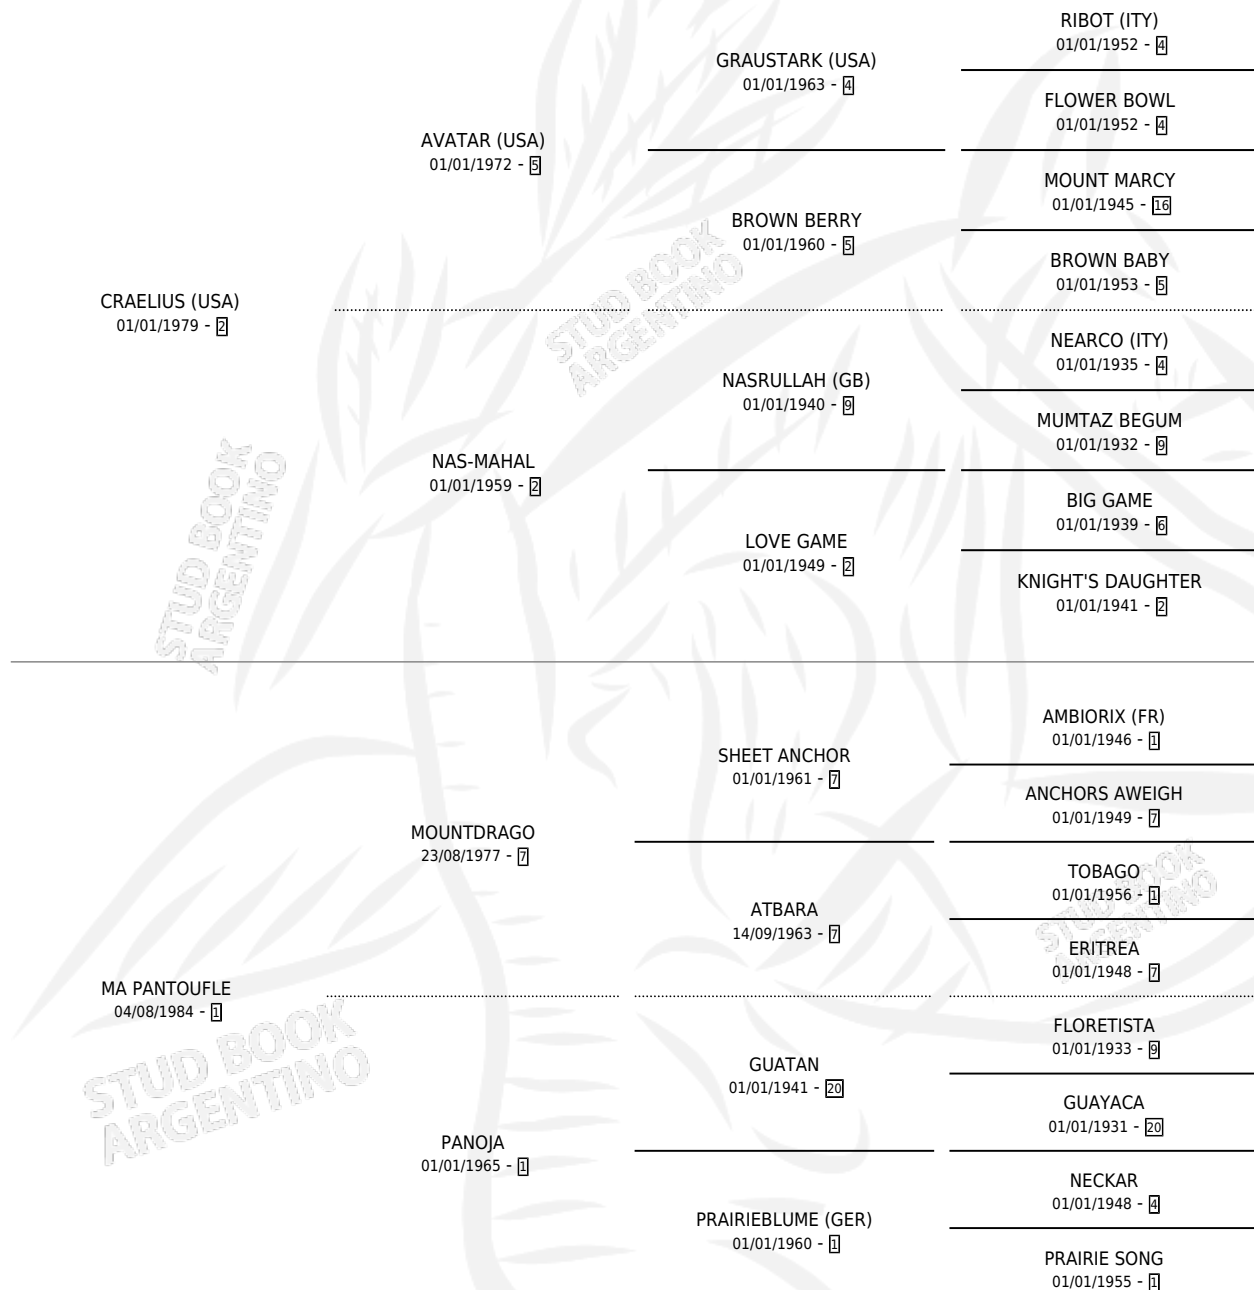 RIBOT (ITY)
01/01/1952 - 4
GRAUSTARK (USA)
01/01/1963 - 4
FLOWER BOWL
01/01/1952 - 4
AVATAR (USA)
01/01/1972 - 5
MOUNT MARCY
01/01/1945 - 16
BROWN BERRY
01/01/1960 - 5
BROWN BABY
01/01/1953 - 5
CRAELIUS (USA)
01/01/1979 - 2
NEARCO (ITY)
01/01/1935 - 4
NASRULLAH (GB)
01/01/1940 - 9
MUMTAZ BEGUM
01/01/1932 - 9
NAS-MAHAL
01/01/1959 - 2
BIG GAME
01/01/1939 - 6
LOVE GAME
01/01/1949 - 2
KNIGHT'S DAUGHTER
01/01/1941 - 2
STUD BOOK
ARGENTINO
STUD BOOK
ARGENTINO
AMBIORIX (FR)
01/01/1946 - 1
SHEET ANCHOR
01/01/1961 - 7
ANCHORS AWEIGH
01/01/1949 - 7
MOUNTDRAGO
23/08/1977 - 7
TOBAGO
01/01/1956 - 1
ATBARA
14/09/1963 - 7
ERITREA
01/01/1948 - 7
MA PANTOUFLE
04/08/1984 - 1
FLORETISTA
01/01/1933 - 9
GUATAN
01/01/1941 - 20
GUAYACA
01/01/1931 - 20
PANOJA
01/01/1965 - 1
NECKAR
01/01/1948 - 4
PRAIRIEBLUME (GER)
01/01/1960 - 1
PRAIRIE SONG
01/01/1955 - 1
STUD BOOK
ARGENTINO
STUD BOOK
ARGENTINO